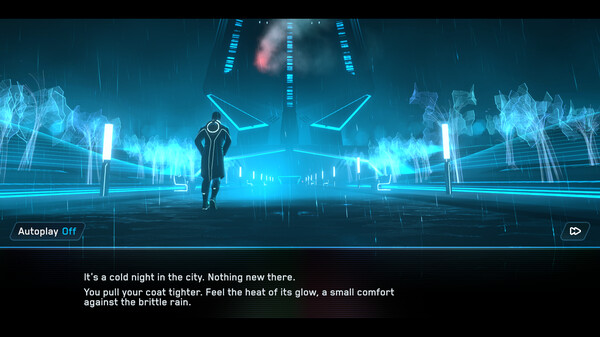 Autoplay Off
It's a cold night in the city. Nothing new there.
You pull your coat tighter. Feel the heat of its glow, a small comfort
against the brittle rain.